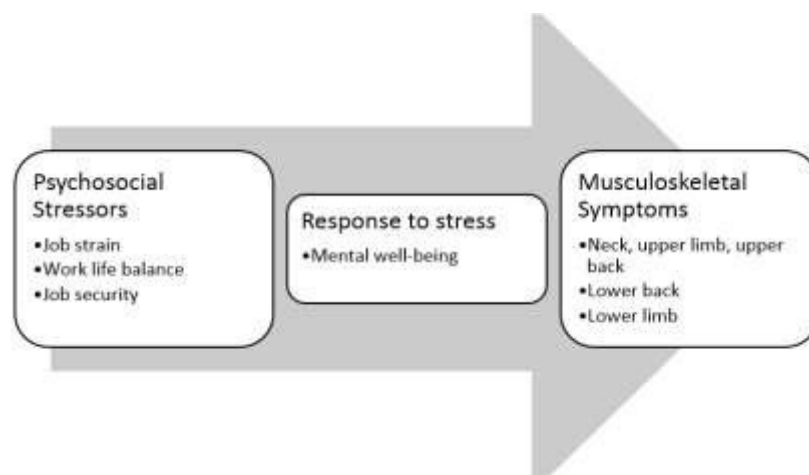 Psychosocial
Stressors
•Job strain
•Work life balance
•Job security
Response to stress
•Mental well-being
Musculoskeletal
Symptoms
•Neck, upper limb, upper
back
•Lower back
•Lower limb